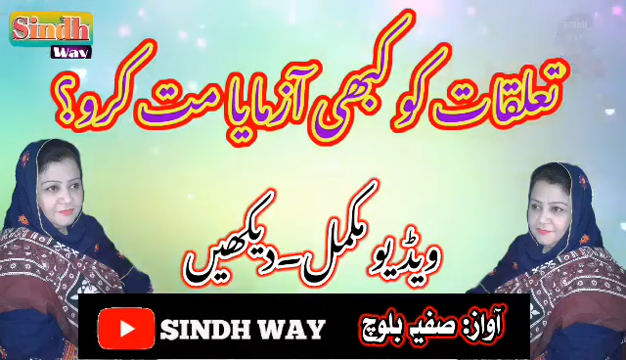 Sindh
Way
تعلقات کو کبھی آزمایا مت کرو؟
ویڈیو مکمل۔دیکھیں
SINDH WAY
آواز: صفیہ بلوچ